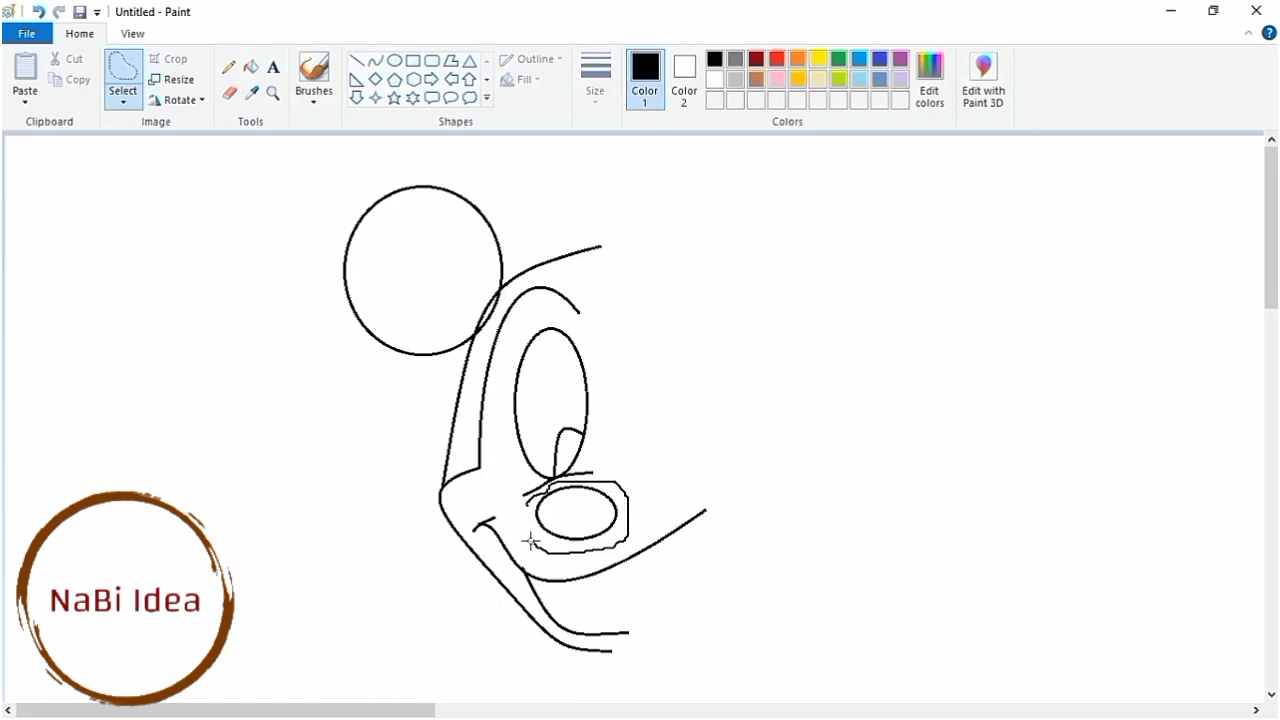 Untitled - Paint
File Home View
Paste
Cut
Copy
Clipboard
Select
Crop
Resize
Rotate
Image
Tools
Brushes
Outline
Fill
Shapes
Size
Color
1
Color
2
Colors
Edit
colors
Edit with
Paint 3D
NaBi Idea